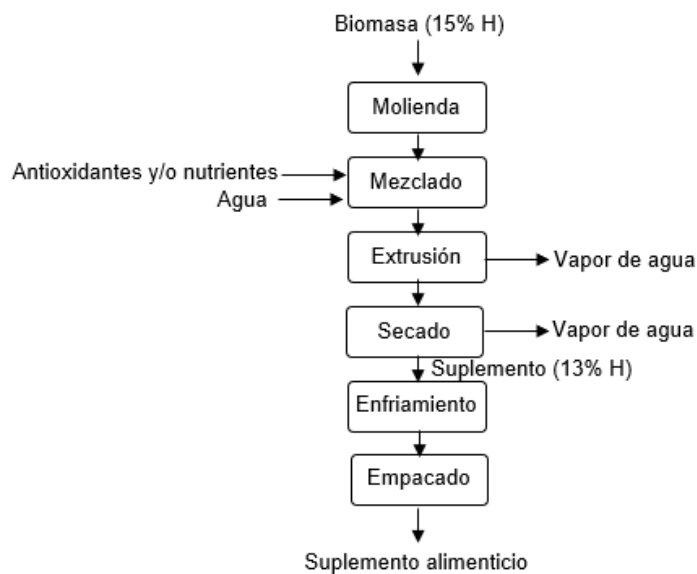 Biomasa (15% H)
Molienda
Antioxidantes y/o nutrientes
Agua
Mezclado
Extrusión
Vapor de agua
Secado
Vapor de agua
Suplemento (13% H)
Enfriamiento
Empacado
Suplemento alimenticio